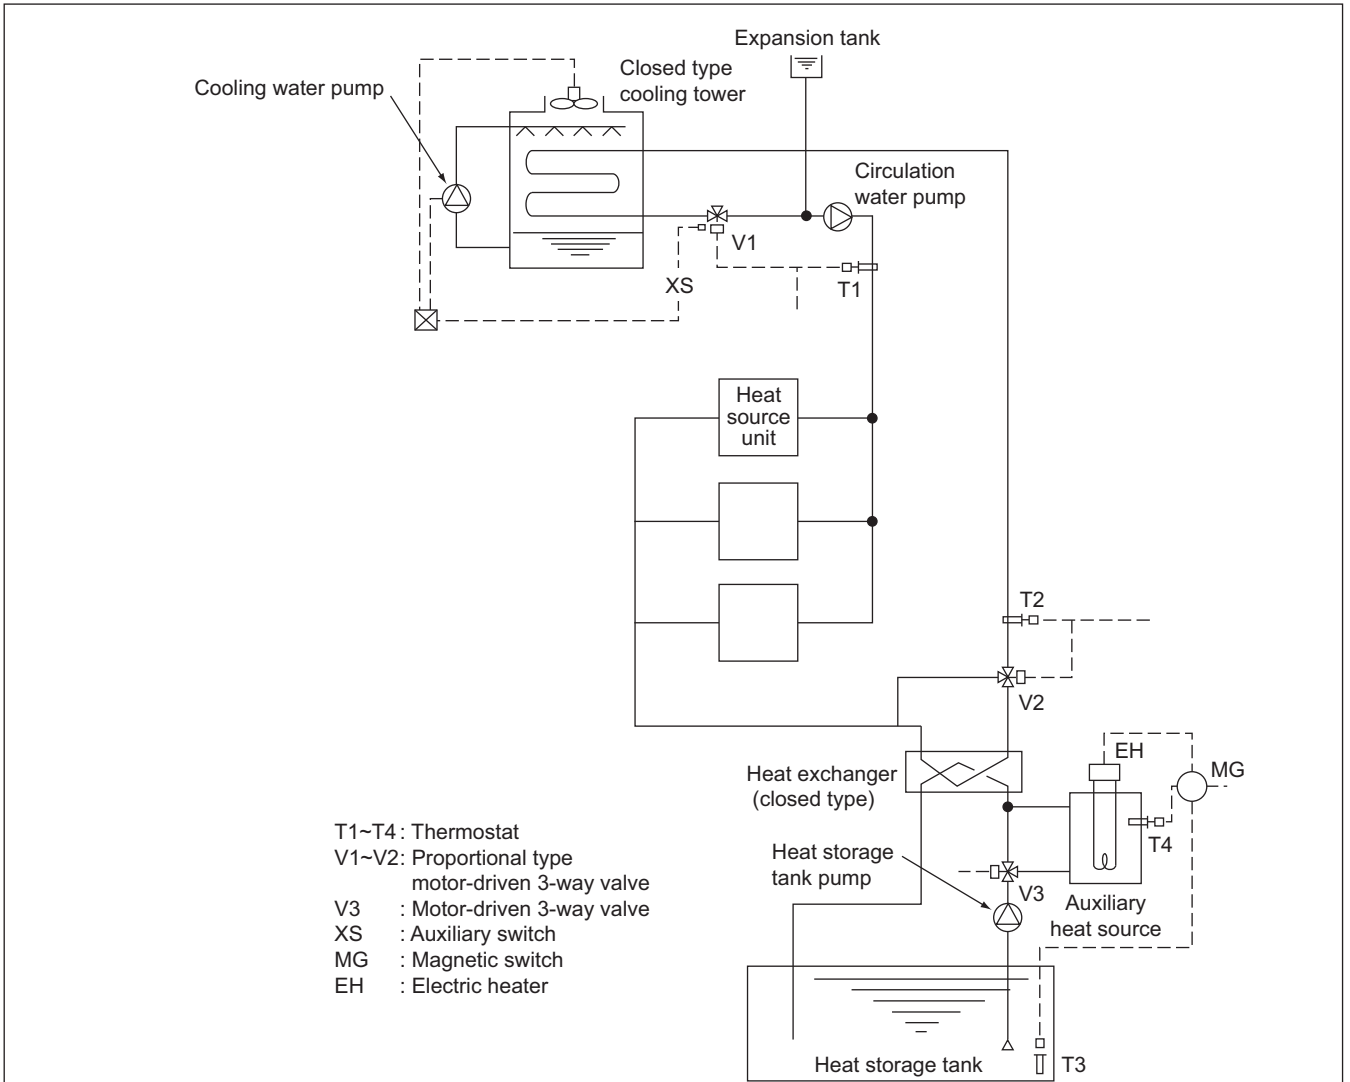 Expansion tank
Closed type
cooling tower
Cooling water pump
Circulation
water pump
V1
XS
T1
Heat
source
unit
T2
V2
EH
MG
Heat exchanger
(closed type)
T4
Heat storage
tank pump
V3
Auxiliary
heat source
T1~T4 : Thermostat
V1~V2: Proportional type
motor-driven 3-way valve
V3 : Motor-driven 3-way valve
XS : Auxiliary switch
MG : Magnetic switch
EH : Electric heater
Heat storage tank
T3